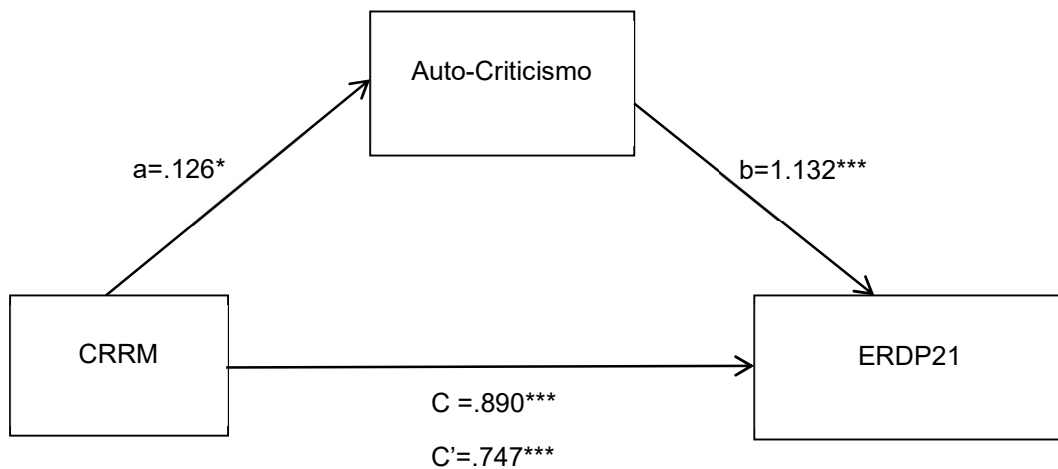 Auto-Criticismo
a=.126*
b=1.132***
CRRM
ERDP21
C =.890***
C’=.747***